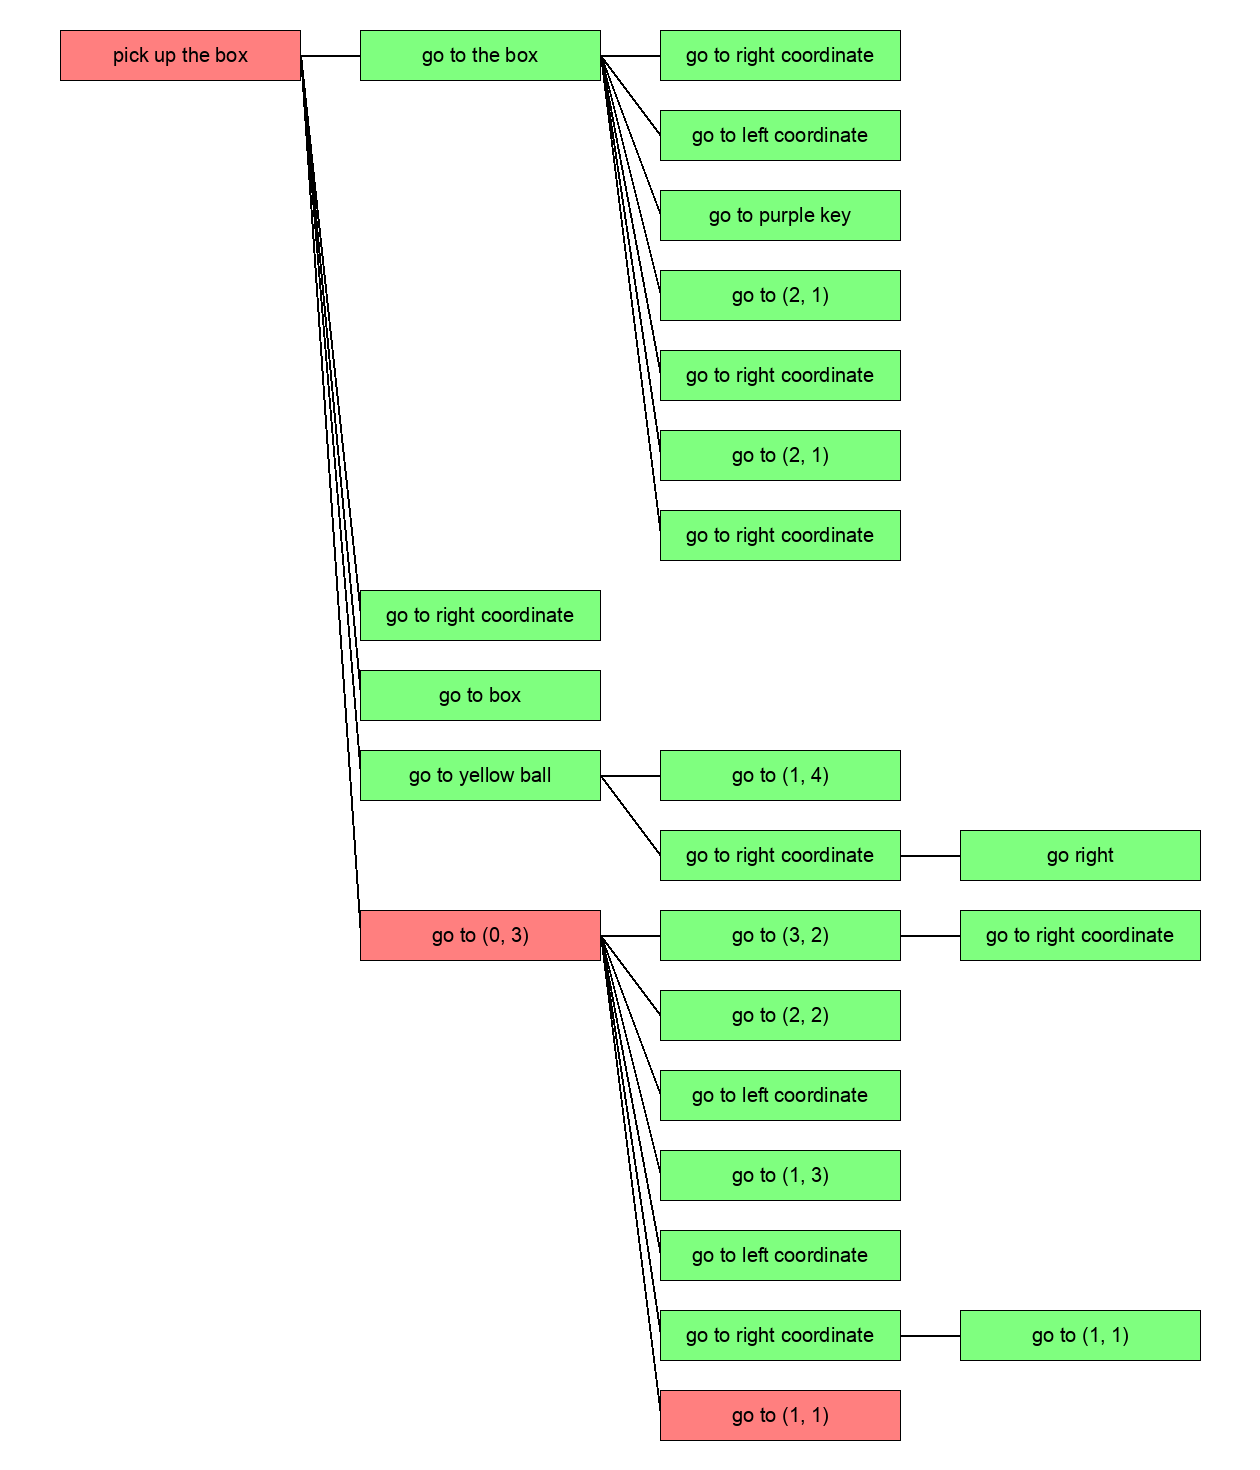 pick up the box
go to the box
go to right coordinate
go to left coordinate
go to purple key
go to (2, 1)
go to right coordinate
go to (2, 1)
go to right coordinate
go to right coordinate
go to box
go to yellow ball
go to (1, 4)
go to right coordinate
go right
go to (0, 3)
go to (3, 2)
go to right coordinate
go to (2, 2)
go to left coordinate
go to (1, 3)
go to left coordinate
go to right coordinate
go to (1, 1)
go to (1, 1)